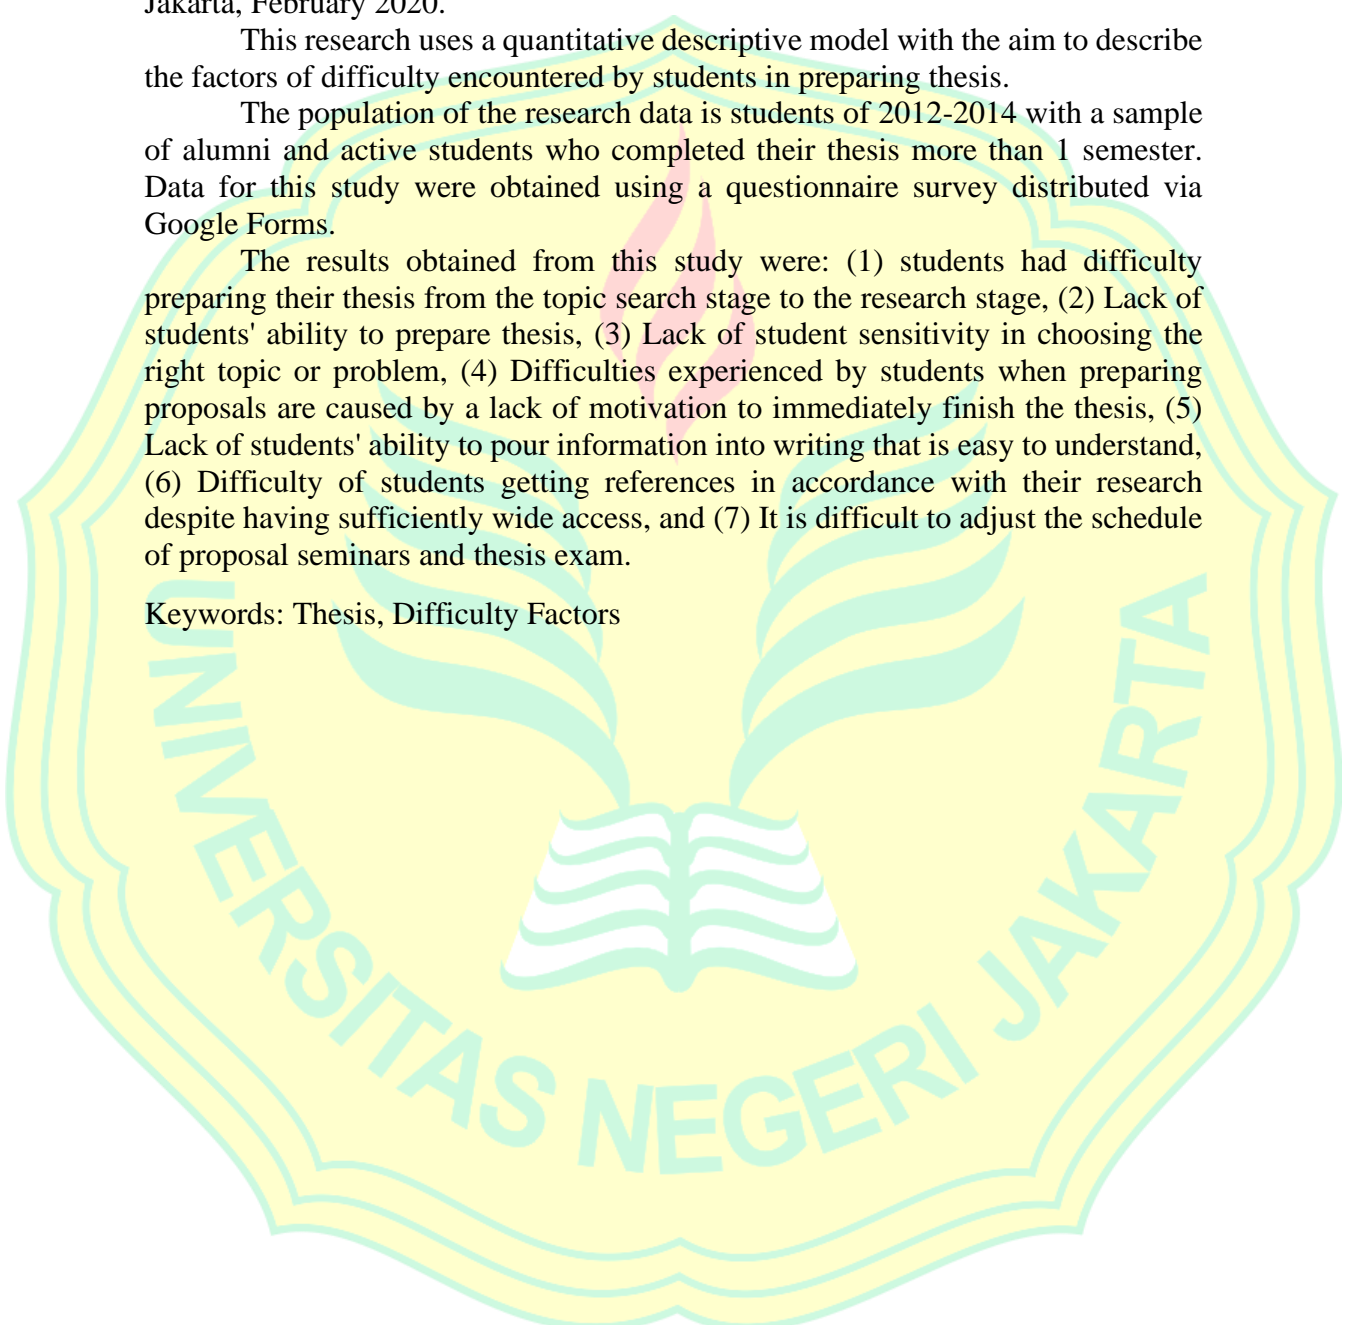 Jakarta, February 2020.
This research uses a quantitative descriptive model with the aim to describe
the factors of difficulty encountered by students in preparing thesis.
The population of the research data is students of 2012-2014 with a sample
of alumni and active students who completed their thesis more than 1 semester.
Data for this study were obtained using a questionnaire survey distributed via
Google Forms.
The results obtained from this study were: (1) students had difficulty
preparing their thesis from the topic search stage to the research stage, (2) Lack of
students' ability to prepare thesis, (3) Lack of student sensitivity in choosing the
right topic or problem, (4) Difficulties experienced by students when preparing
proposals are caused by a lack of motivation to immediately finish the thesis, (5)
Lack of students' ability to pour information into writing that is easy to understand,
(6) Difficulty of students getting references in accordance with their research
despite having sufficiently wide access, and (7) It is difficult to adjust the schedule
of proposal seminars and thesis exam.
Keywords: Thesis, Difficulty Factors
UNIVERSITAS NEGERI JAKARTA